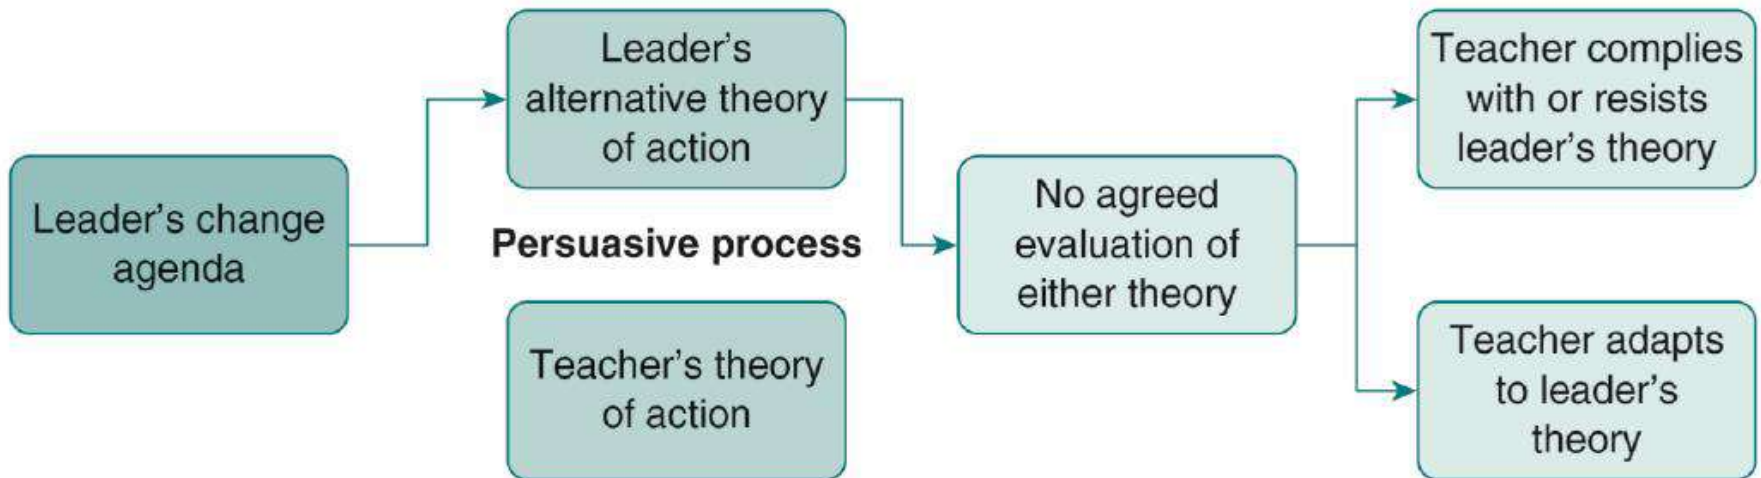 Leader’s change
agenda
Leader’s
alternative theory
of action
Persuasive process
Teacher’s theory
of action
No agreed
evaluation of
either theory
Teacher complies
with or resists
leader’s theory
Teacher adapts
to leader’s
theory